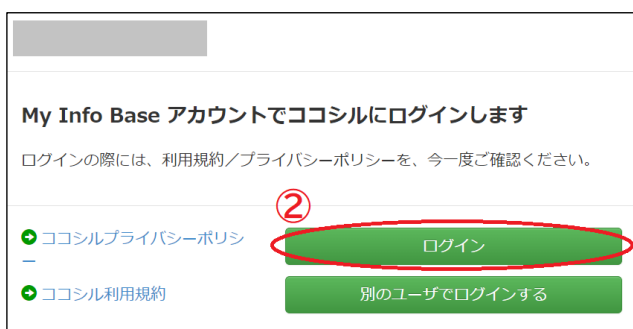 My Info Base アカウントでココシルにログインします
ログインの際には、利用規約／プライバシーポリシーを、今一度ご確認ください。
②
ココシルプライバシーポリシ
ー
ログイン
ココシル利用規約
別のユーザでログインする